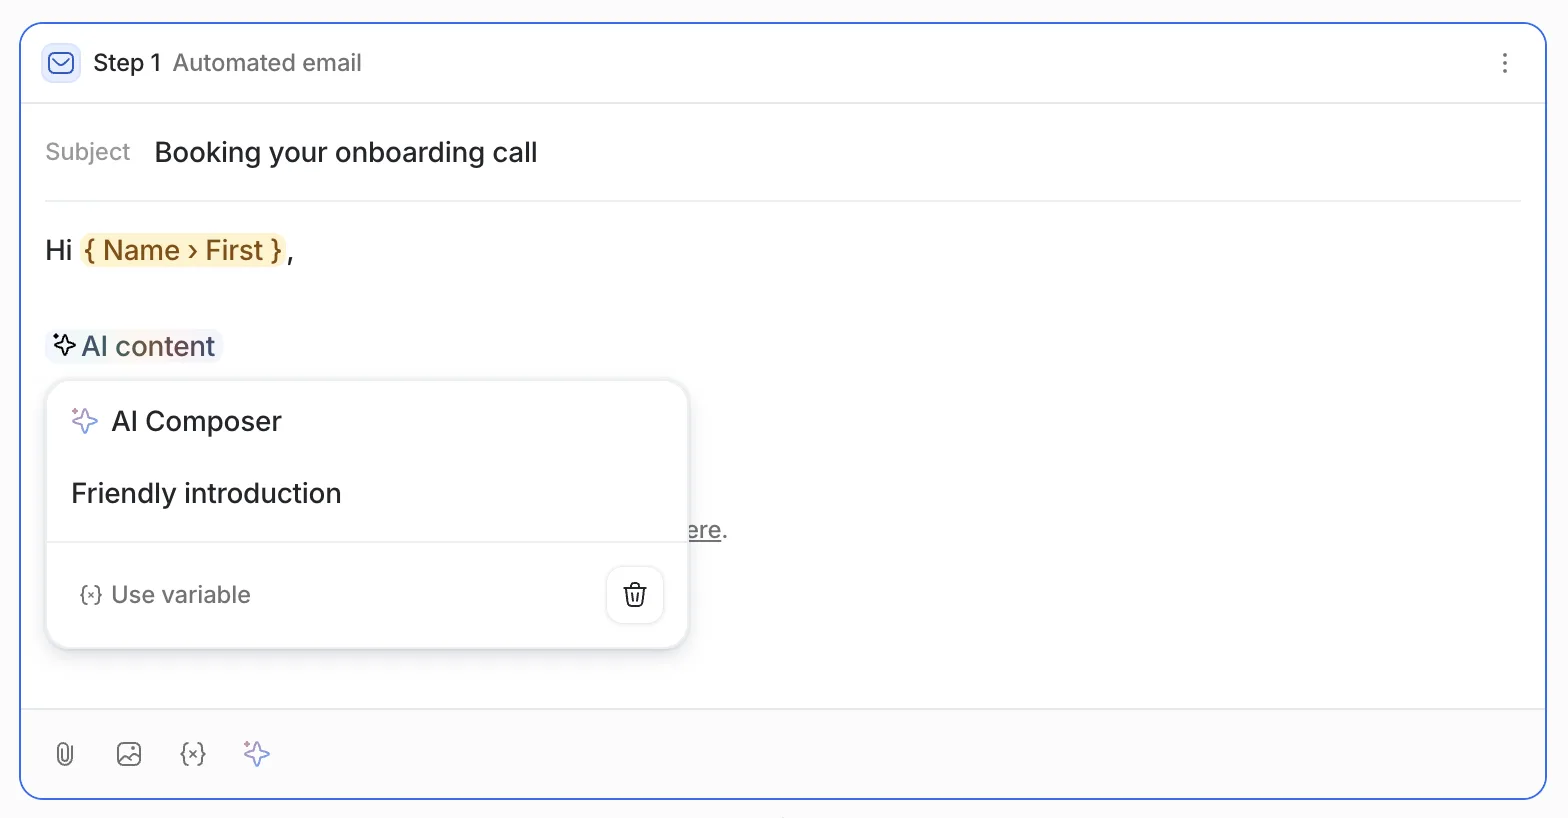 Step 1 Automated email
Subject Booking your onboarding call
Hi { Name › First },
AI content
AI Composer
Friendly introduction
ere.
{×} Use variable
{×}